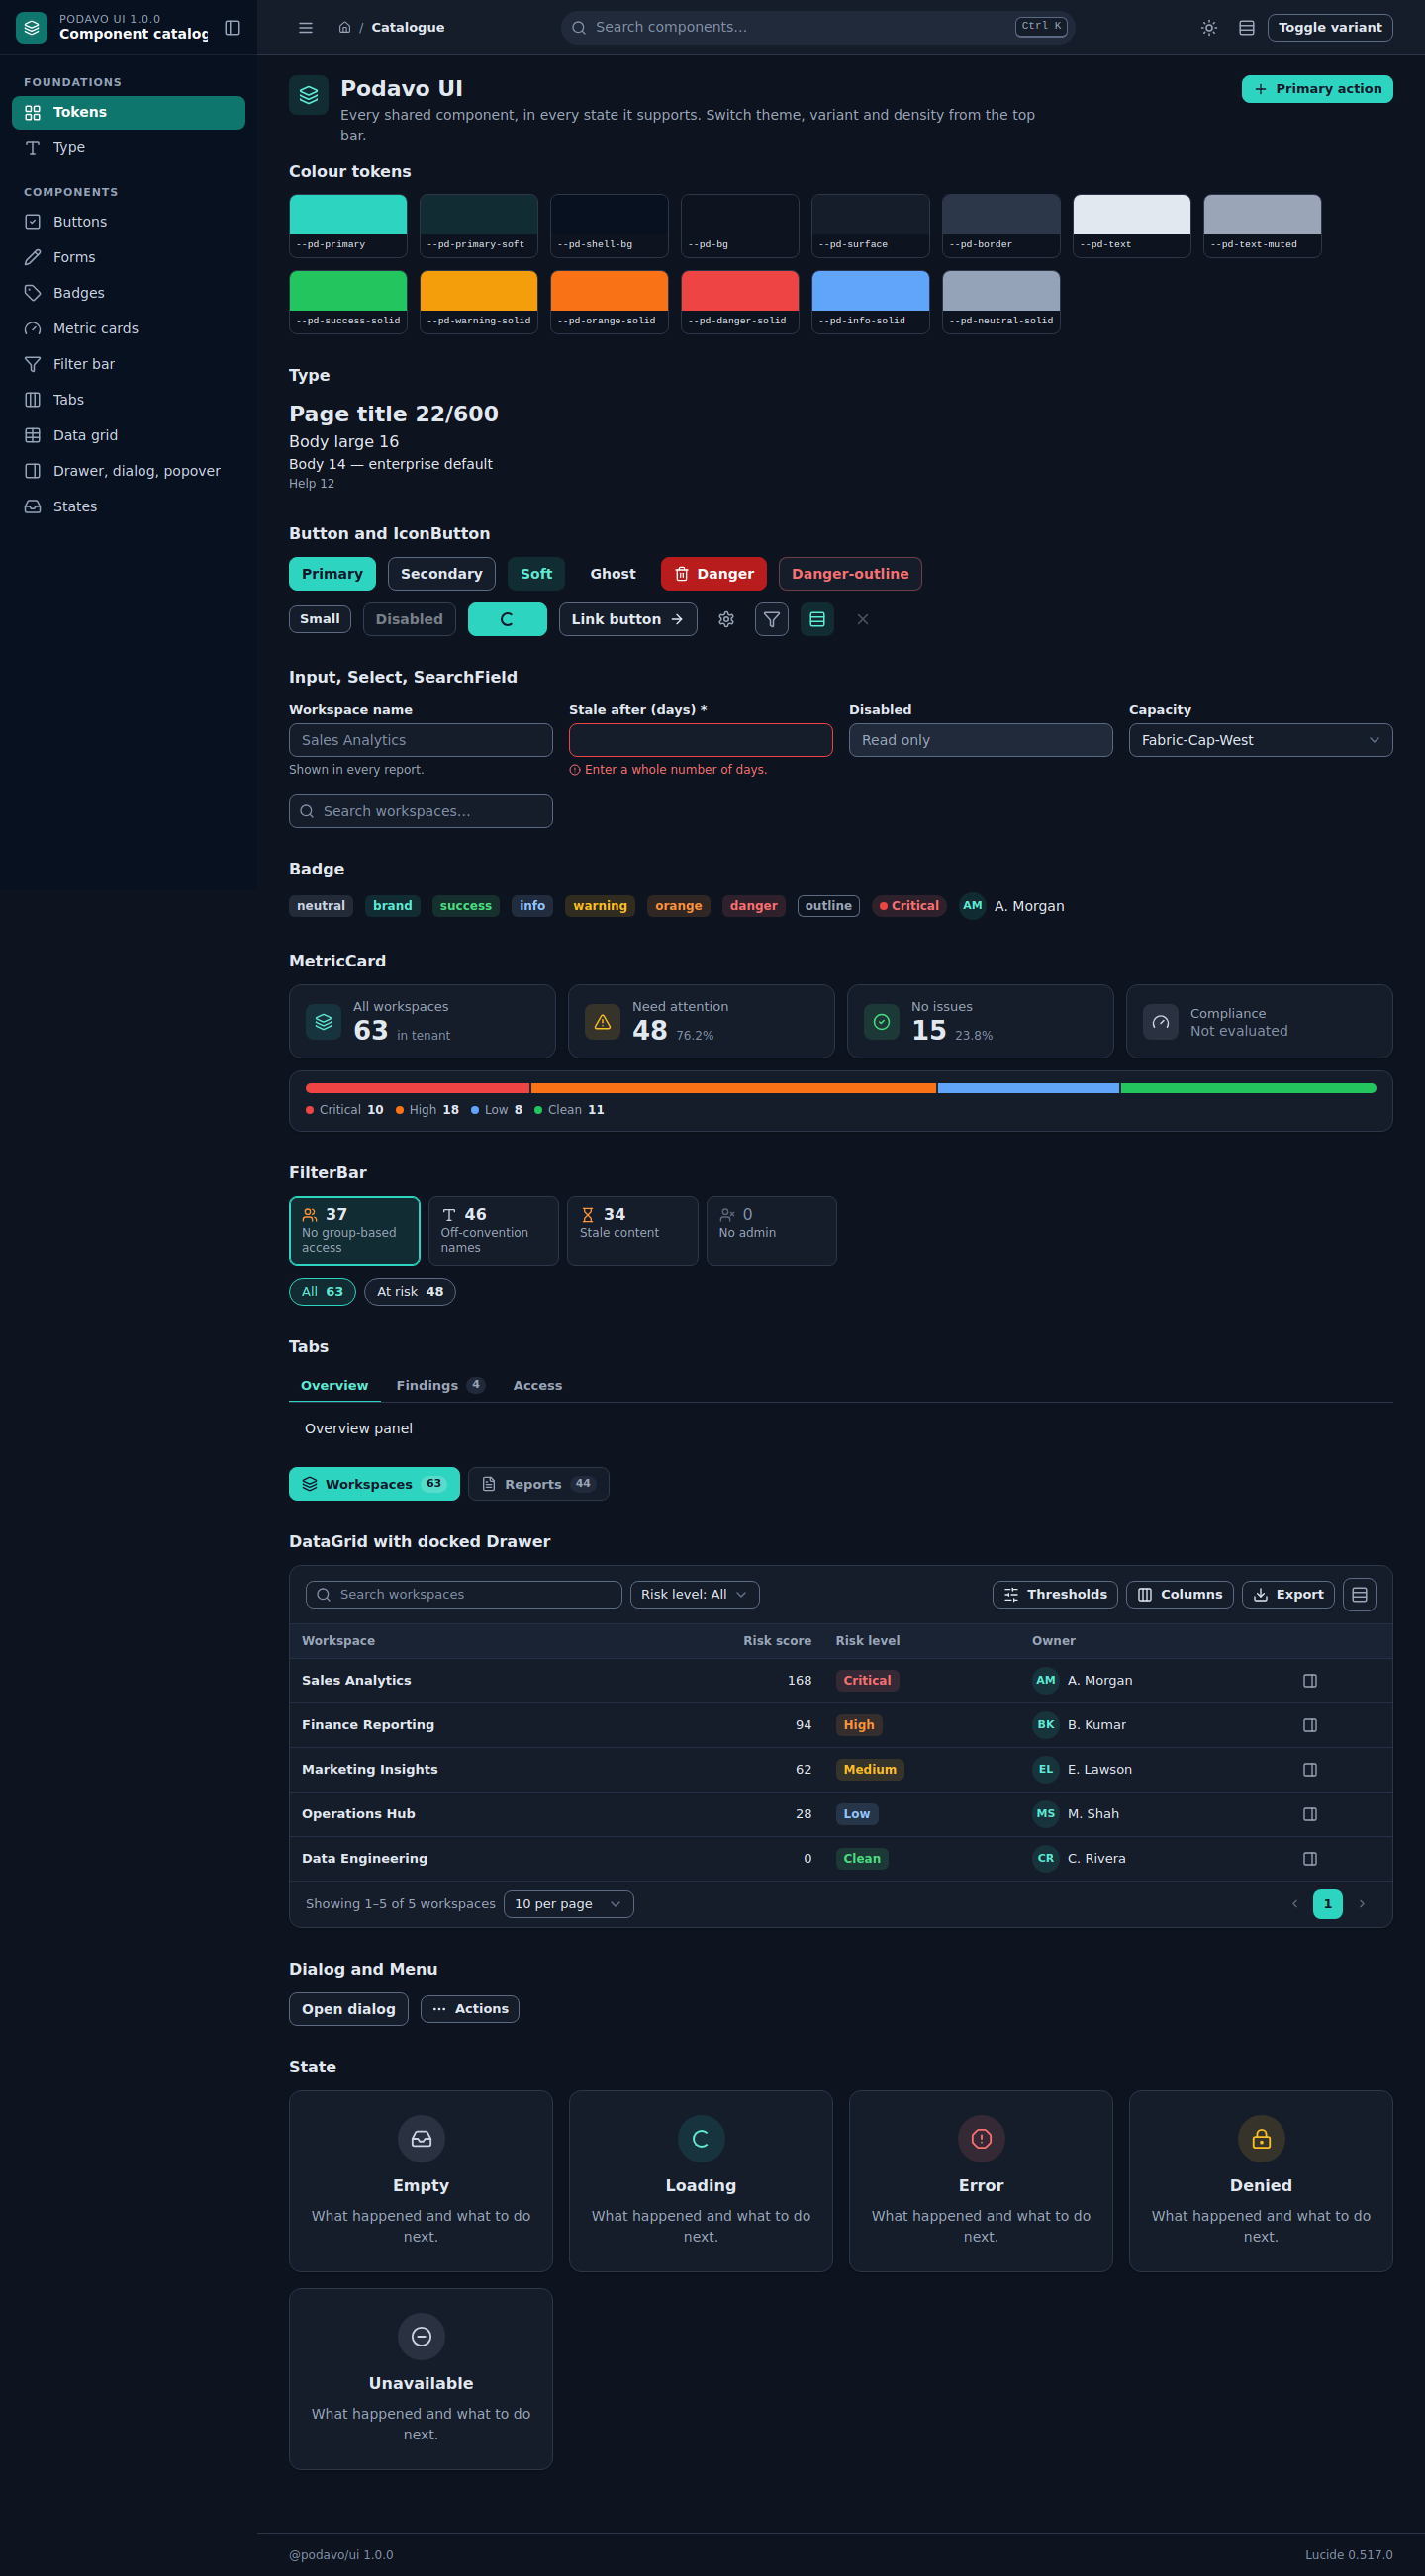 PODAVO UI 1.0.0
Component catalog
/ Catalogue
Search components…
Ctrl K
Toggle variant
FOUNDATIONS
Tokens
Type
COMPONENTS
Buttons
Forms
Badges
Metric cards
Filter bar
Tabs
Data grid
Drawer, dialog, popover
States
Podavo UI
Every shared component, in every state it supports. Switch theme, variant and density from the top
bar.
Primary action
Colour tokens
--pd-primary
--pd-primary-soft
--pd-shell-bg
--pd-bg
--pd-surface
--pd-border
--pd-text
--pd-text-muted
--pd-success-solid
--pd-warning-solid
--pd-orange-solid
--pd-danger-solid
--pd-info-solid
--pd-neutral-solid
Type
Page title 22/600
Body large 16
Body 14 — enterprise default
Help 12
Button and IconButton
Primary
Secondary
Soft
Ghost
Danger
Danger-outline
Small
Disabled
Link button
Input, Select, SearchField
Workspace name
Stale after (days) *
Disabled
Capacity
Sales Analytics
Read only
Fabric-Cap-West
Shown in every report.
Enter a whole number of days.
Search workspaces…
Badge
neutral
brand
success
info
warning
orange
danger
outline
Critical
AM
A. Morgan
MetricCard
All workspaces
63 in tenant
Need attention
48 76.2%
No issues
15 23.8%
Compliance
Not evaluated
Critical 10
High 18
Low 8
Clean 11
FilterBar
37
No group-based
access
46
Off-convention
names
34
Stale content
0
No admin
All 63
At risk 48
Tabs
Overview
Findings 4
Access
Overview panel
Workspaces 63
Reports 44
DataGrid with docked Drawer
Search workspaces
Risk level: All
Thresholds
Columns
Export
Workspace Risk score Risk level Owner
Sales Analytics 168 Critical AM A. Morgan
Finance Reporting 94 High BK B. Kumar
Marketing Insights 62 Medium EL E. Lawson
Operations Hub 28 Low MS M. Shah
Data Engineering 0 Clean CR C. Rivera
Showing 1–5 of 5 workspaces
10 per page
1
Dialog and Menu
Open dialog
Actions
State
Empty
What happened and what to do
next.
Loading
What happened and what to do
next.
Error
What happened and what to do
next.
Denied
What happened and what to do
next.
Unavailable
What happened and what to do
next.
@podavo/ui 1.0.0
Lucide 0.517.0